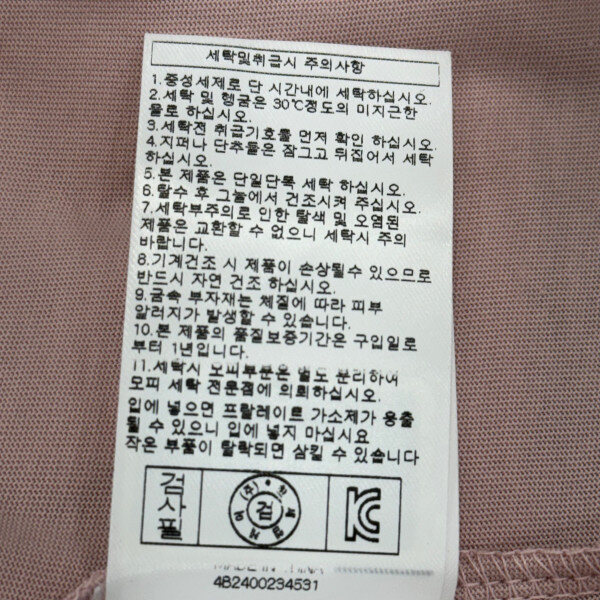 세탁및취급시 주의사항
1.중성세제로 단 시간내에 세탁하십시오.
2.세탁 및 헹굼은 30℃정도의 미지근한
물로 하십시오.
3.세탁전 취급기호를 먼저 확인 하십시오.
4.지퍼나 단추들은 잠그고 뒤집어서 세탁
하십시오.
5.본 제품은 단일단독 세탁 하십시오.
6.탈수 후 그늘에서 건조시켜 주십시오.
7.세탁부주의로 인한 탈색 및 오염된
제품은 교환할 수 없으니 세탁시 주의
바랍니다.
8.기계건조 시 제품이 손상될수 있으므로
반드시 자연 건조 하십시오.
9.금속 부자재는 체질에 따라 피부
알러지가 발생할 수 있습니다.
10.본 제품의 품질보증기간은 구입일로
부터 1년입니다.
11.세탁시 모피부분은 별도 분리하여
모피 세탁 전문점에 의뢰하십시오.
입에 넣으면 프탈레이트 가소제가 용출
될 수 있으니 입에 넣지 마십시요
작은 부품이 탈락되면 삼킬 수 있습니다
검사필
(주)한세
검
KC
482400234531